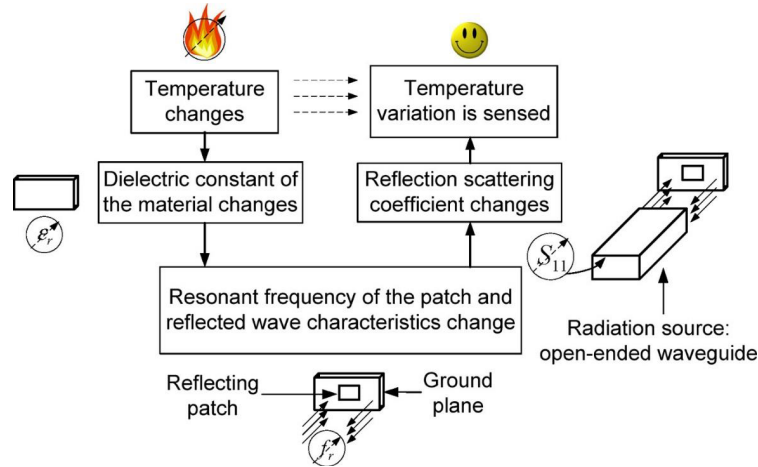 Temperature
changes
Temperature
variation is sensed
Dielectric constant of
the material changes
Reflection scattering
coefficient changes
εr
S11
Resonant frequency of the patch and
reflected wave characteristics change
Radiation source:
open-ended waveguide
Reflecting
patch
Ground
plane
fr